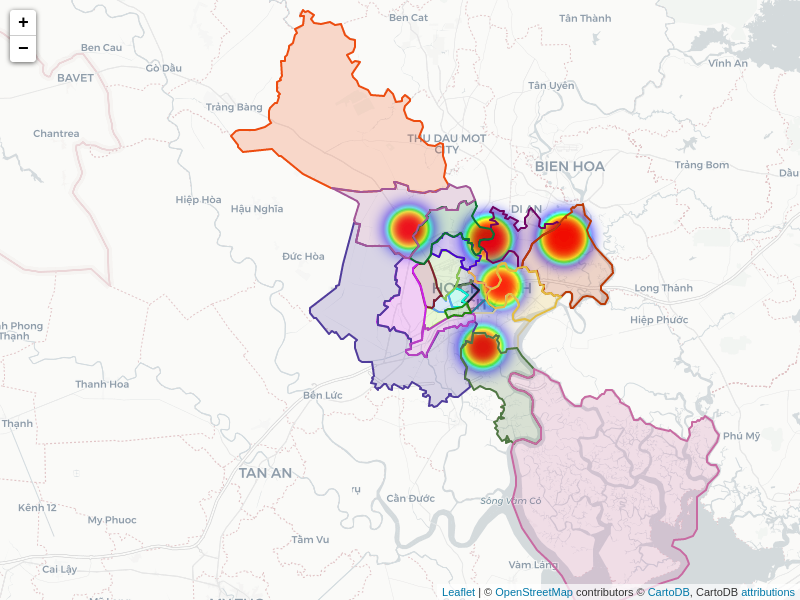 +
−
Ben Cat
Tân Thành
Ben Cau
Gò Dầu
Vĩnh An
BAVET
Tân Uyên
Trảng Bàng
Chantrea
THU DAU MOT
CITY
BIEN HOA
Trảng Bom
Dầu
Hiệp Hòa
Hậu Nghĩa
DI AN
Đức Hòa
Long Thành
Hiệp Phước
Thành
Thanh Hoa
Bến Lức
Thạnh
Phú Mỹ
TAN AN
Cần Đước
Sông Vàm Cỏ
Kênh 12
My Phuoc
Tầm Vu
Vàm Láng
Cai Lậy
Leaflet | © OpenStreetMap contributors © CartoDB, CartoDB attributions